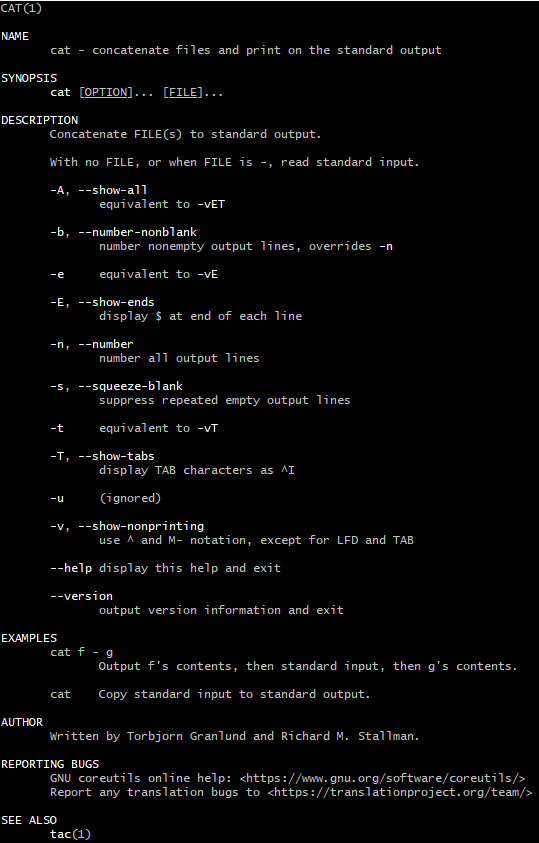 CAT(1)
NAME
cat - concatenate files and print on the standard output
SYNOPSIS
cat [OPTION]... [FILE]...
DESCRIPTION
Concatenate FILE(s) to standard output.
With no FILE, or when FILE is -, read standard input.
-A, --show-all
equivalent to -vET
-b, --number-nonblank
number nonempty output lines, overrides -n
-e equivalent to -vE
-E, --show-ends
display $ at end of each line
-n, --number
number all output lines
-s, --squeeze-blank
suppress repeated empty output lines
-t equivalent to -vT
-T, --show-tabs
display TAB characters as ^I
-u (ignored)
-v, --show-nonprinting
use ^ and M- notation, except for LFD and TAB
--help display this help and exit
--version
output version information and exit
EXAMPLES
cat f - g
Output f's contents, then standard input, then g's contents.
cat Copy standard input to standard output.
AUTHOR
Written by Torbjorn Granlund and Richard M. Stallman.
REPORTING BUGS
GNU coreutils online help: <https://www.gnu.org/software/coreutils/>
Report any translation bugs to <https://translationproject.org/team/>
SEE ALSO
tac(1)